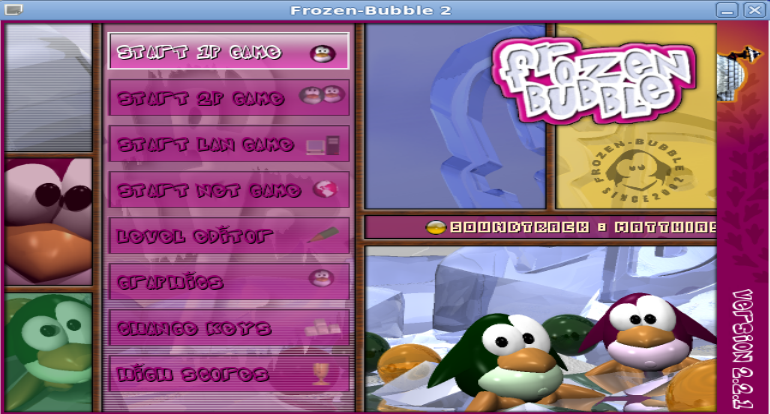 Frozen-Bubble 2
START 1P GAME
START 2P GAME
START LAN GAME
START NET GAME
LEVEL EDITOR
GRAPHICS
CHANGE KEYS
HIGH SCORES
FROZEN
BUBBLE
FROZEN-BUBBLE
SINCE2002
SOUNDTRACK: MATTHIAS
VERSION 2.2.1